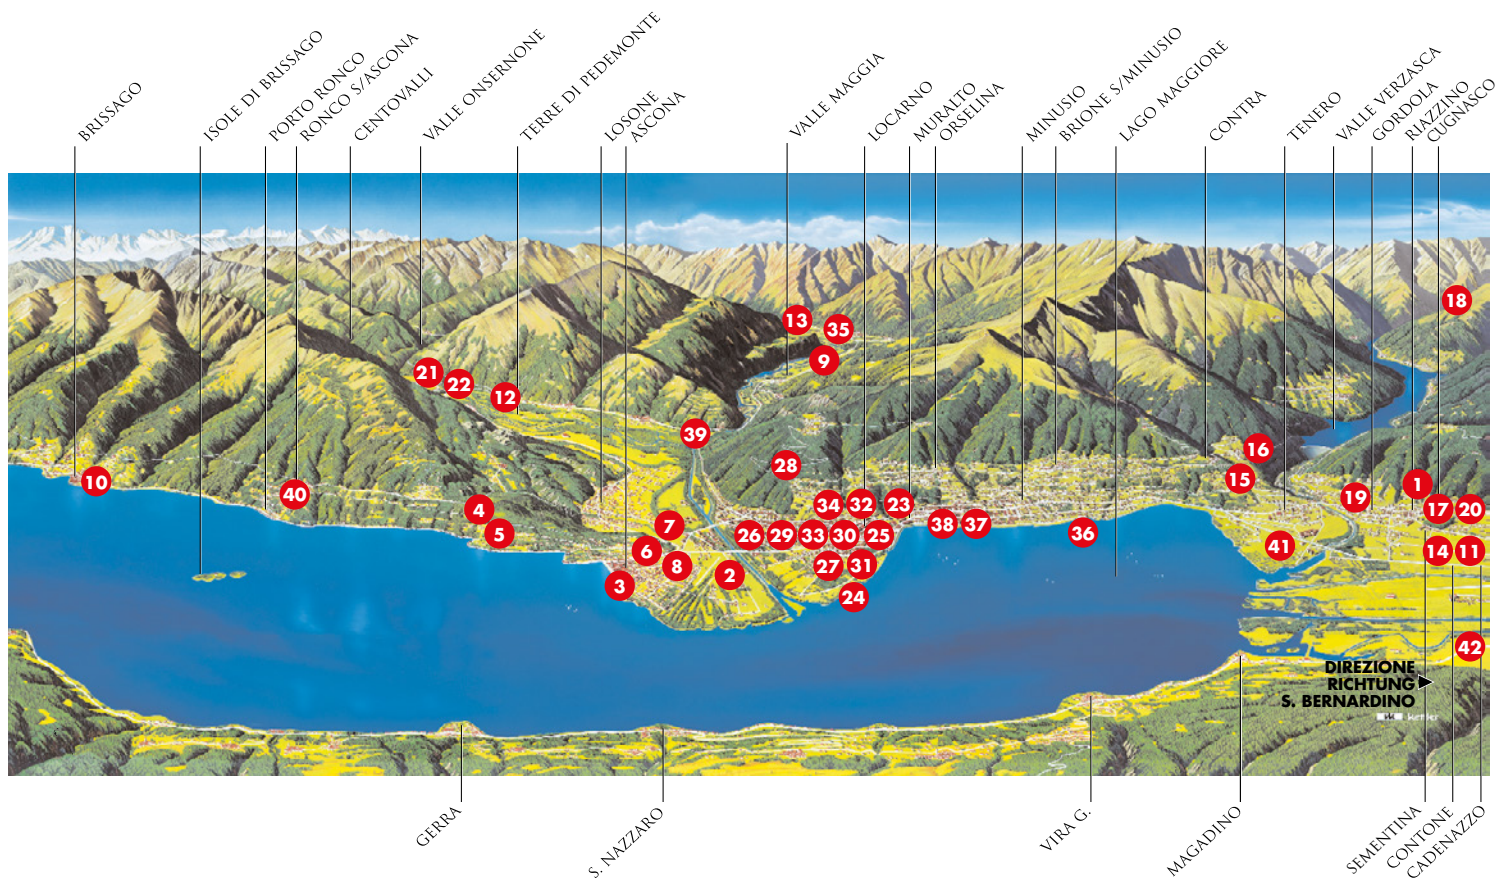 BRISSAGO
ISOLE DI BRISSAGO
PORTO RONCO
RONCO S/ASCONA
CENTOVALLI
VALLE ONSERNONE
TERRE DI PEDEMONTE
LOSONE
ASCONA
VALLE MAGGIA
LOCARNO
MURALTO
ORSELINA
MINUSIO
BRIONE S/MINUSIO
LAGO MAGGIORE
CONTRA
TENERO
VALLE VERZASCA
GORDOLA
RIAZZINO
CUGNASCO
18
13
35
9
21
22
12
39
16
28
15
10
1
40
19
34
32
23
4
17
20
7
38
37
5
36
26
29
33
30
25
41
6
14
11
8
27
31
2
3
24
42
DIREZIONE
RICHTUNG
S. BERNARDINO
GERRA
S. NAZZARO
VIRA G.
MAGADINO
SEMENTINA
CONTONE
CADENAZZO